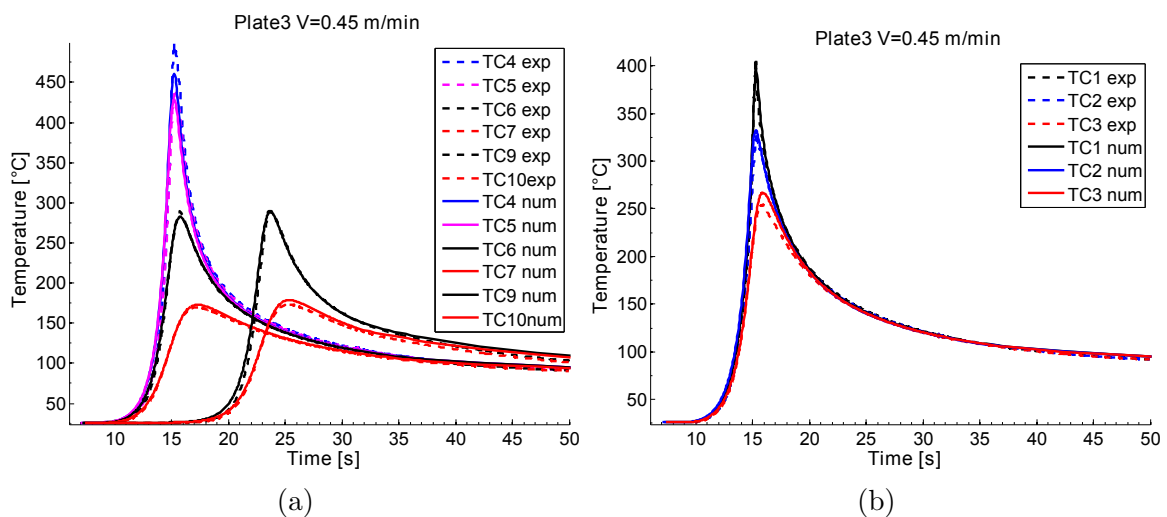 Plate3 V=0.45 m/min
Temperature [°C]
450
400
350
300
250
200
150
100
50
10 15 20 25 30 35 40 45 50
Time [s]
TC4 exp
TC5 exp
TC6 exp
TC7 exp
TC9 exp
TC10exp
TC4 num
TC5 num
TC6 num
TC7 num
TC9 num
TC10num
(a)
Plate3 V=0.45 m/min
Temperature [°C]
400
350
300
250
200
150
100
50
10 15 20 25 30 35 40 45 50
Time [s]
TC1 exp
TC2 exp
TC3 exp
TC1 num
TC2 num
TC3 num
(b)